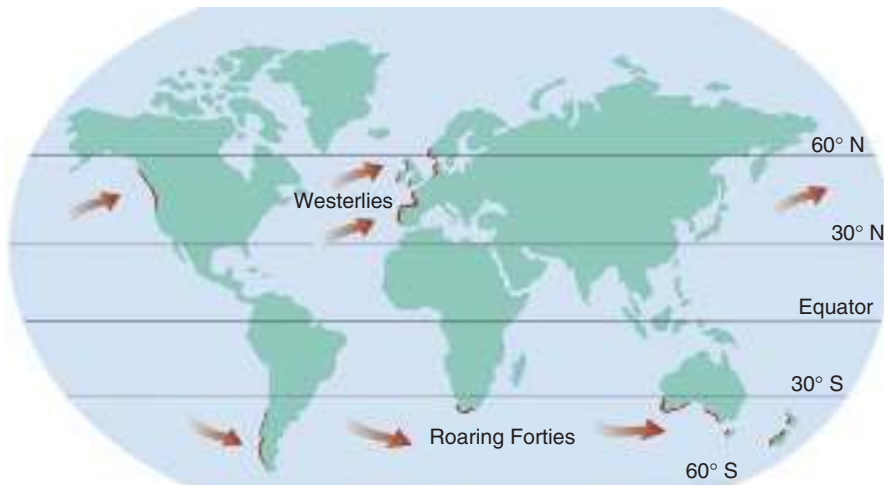 60° N
Westerlies
30° N
Equator
30° S
Roaring Forties
60° S